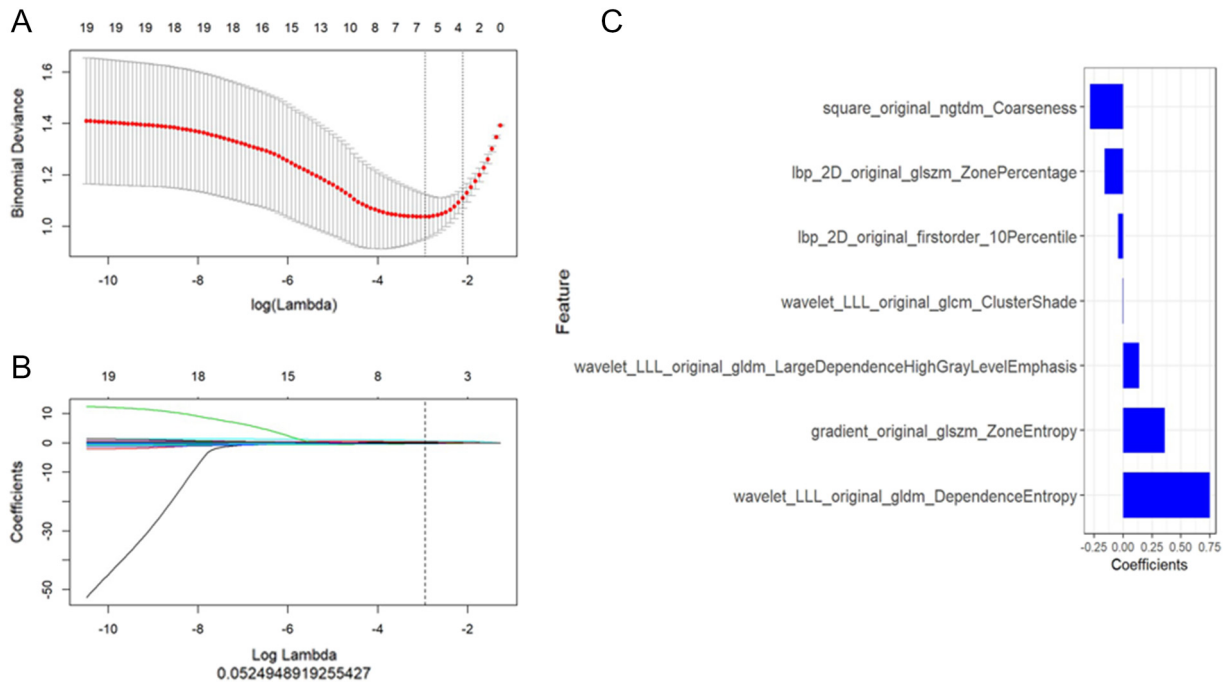 A
19 19 19 18 19 18 16 15 13 10 8 7 7 5 4 2 0
Binomial Deviance
1.6
1.4
1.2
1.0
-10 -8 -6 -4 -2
log(Lambda)
B
19 18 15 8 3
Coefficients
10
0
-10
-30
-50
-10 -8 -6 -4 -2
Log Lambda
0.0524948919255427
C
Feature
square_original_ngtdm_Coarseness
lbp_2D_original_glszm_ZonePercentage
lbp_2D_original_firstorder_10Percentile
wavelet_LLL_original_glcm_ClusterShade
wavelet_LLL_original_gldm_LargeDependenceHighGrayLevelEmphasis
gradient_original_glszm_ZoneEntropy
wavelet_LLL_original_gldm_DependenceEntropy
-0.25 0.00 0.25 0.50 0.75
Coefficients